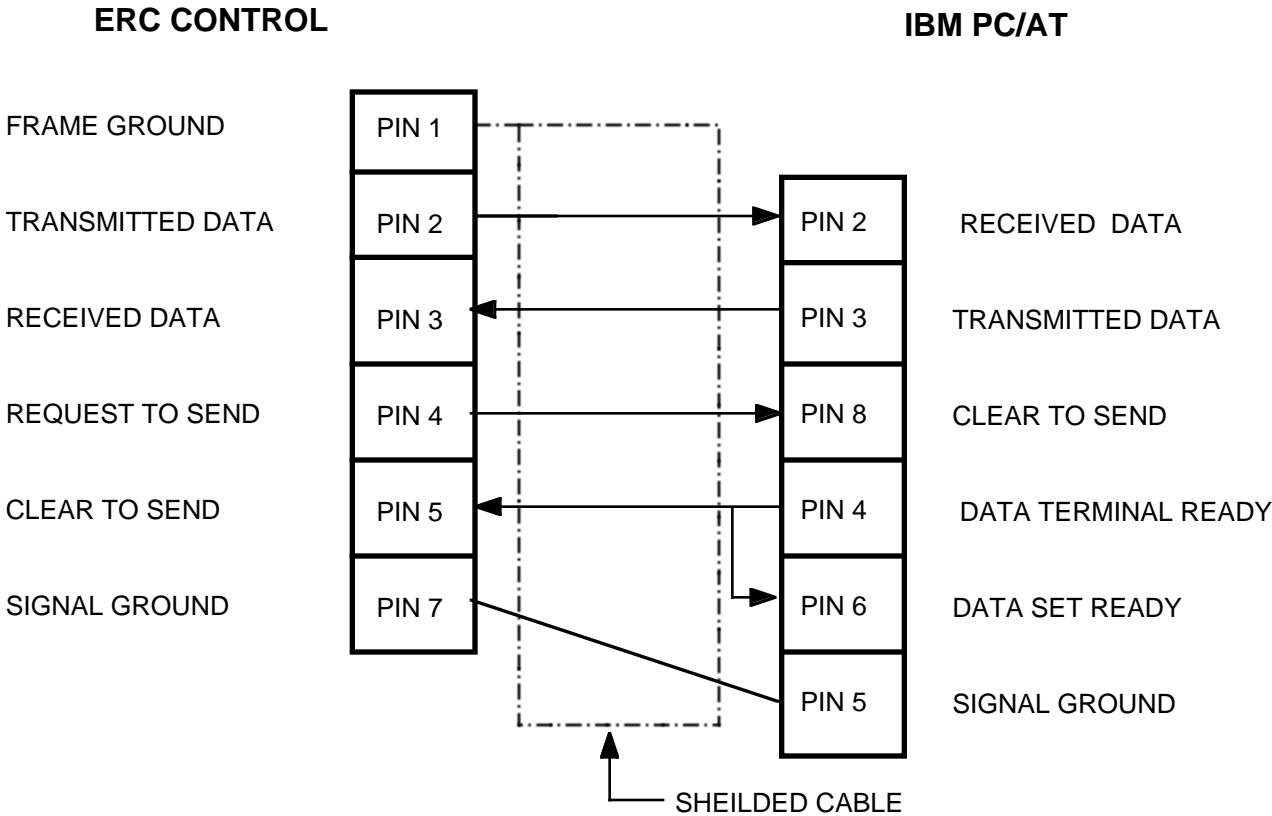 ERC CONTROL
IBM PC/AT
FRAME GROUND PIN 1
TRANSMITTED DATA PIN 2 PIN 2 RECEIVED DATA
RECEIVED DATA PIN 3 PIN 3 TRANSMITTED DATA
REQUEST TO SEND PIN 4 PIN 8 CLEAR TO SEND
CLEAR TO SEND PIN 5 PIN 4 DATA TERMINAL READY
SIGNAL GROUND PIN 7 PIN 6 DATA SET READY
PIN 5 SIGNAL GROUND
SHEILDED CABLE